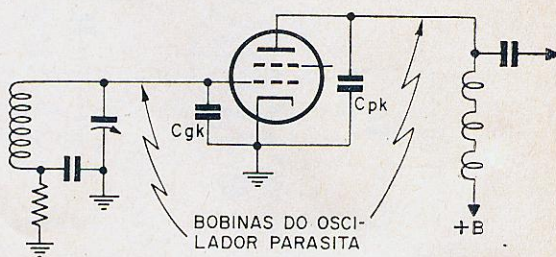 Cgk
Cpk
BOBINAS DO OSCI-
LADOR PARASITA
+B